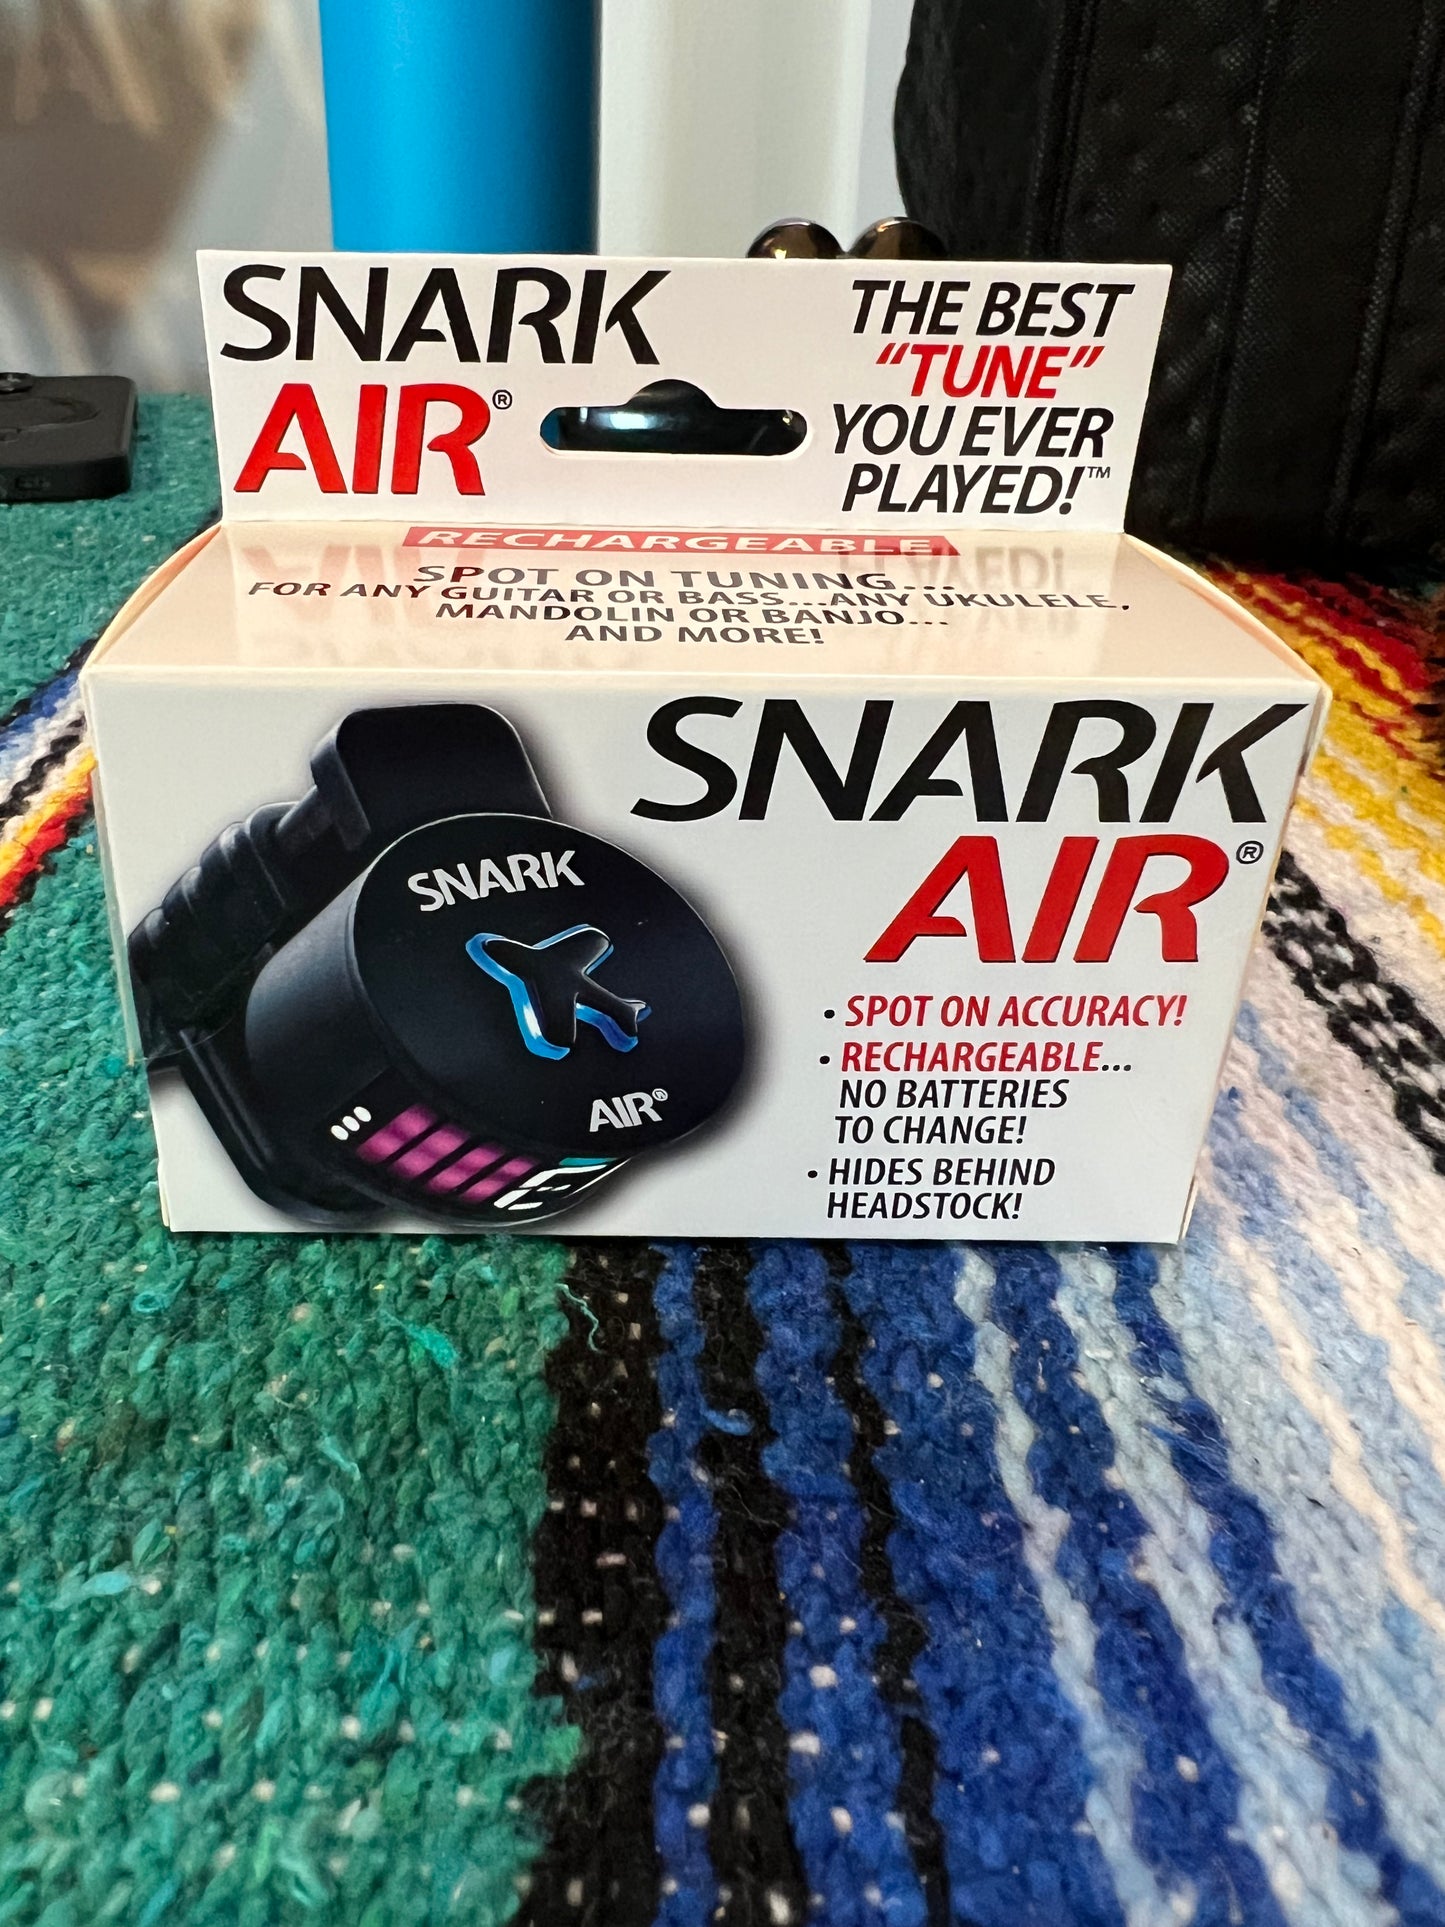 SNARK
AIR®
THE BEST
“TUNE”
YOU EVER
PLAYED!™
RECHARGEABLE
SPOT ON TUNING...
FOR ANY GUITAR OR BASS...ANY UKULELE,
MANDOLIN OR BANJO...
AND MORE!
SNARK
AIR®
SNARK
AIR®
• SPOT ON ACCURACY!
• RECHARGEABLE...
NO BATTERIES
TO CHANGE!
• HIDES BEHIND
HEADSTOCK!